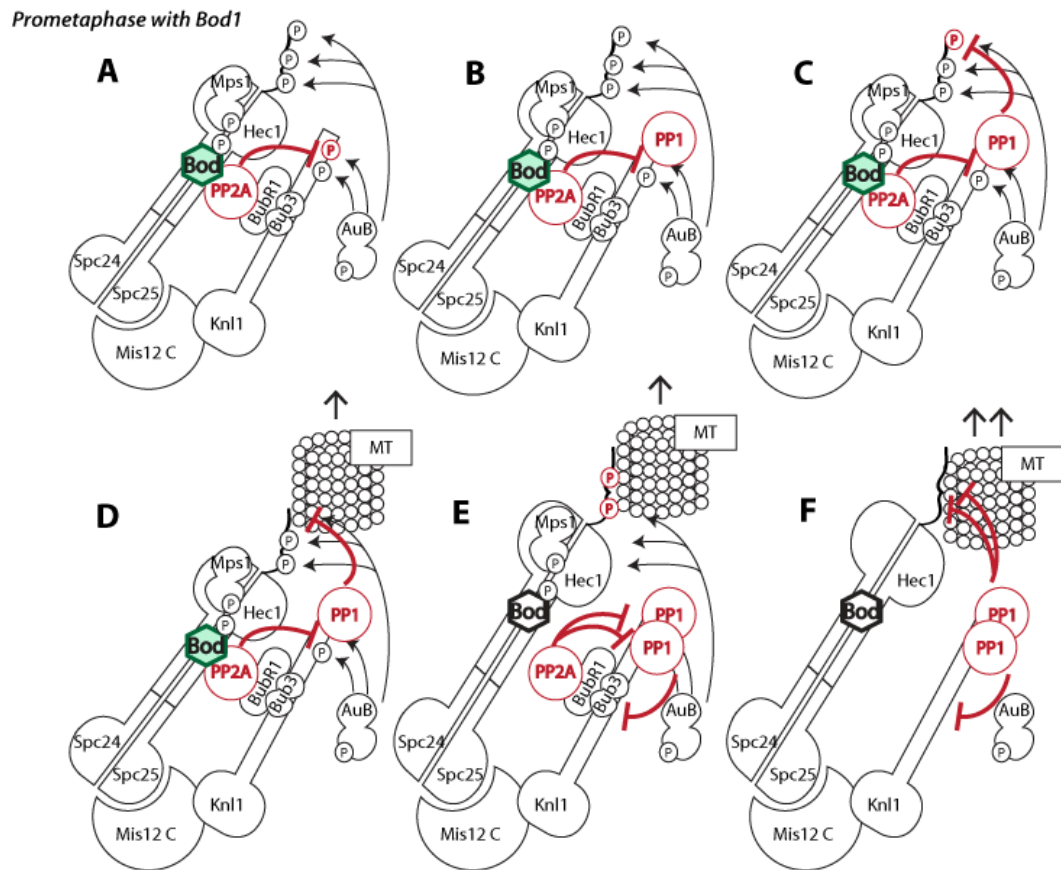 Prometaphase with Bod1
A
P
P
P
Mps1
P
P
Hec1
Bod
PP2A
P
P
BubR1
Bub3
AuB
P
Spc24
Spc25
Knl1
Mis12 C
B
P
P
P
Mps1
P
P
Hec1
Bod
PP2A
PP1
P
BubR1
Bub3
AuB
P
Spc24
Spc25
Knl1
Mis12 C
C
P
P
P
Mps1
P
P
Hec1
Bod
PP2A
PP1
P
BubR1
Bub3
AuB
P
Spc24
Spc25
Knl1
Mis12 C
D
MT
P
P
Mps1
P
P
Hec1
Bod
PP2A
PP1
P
BubR1
Bub3
AuB
P
Spc24
Spc25
Knl1
Mis12 C
E
MT
P
P
Mps1
P
P
Hec1
Bod
PP2A
PP1
PP1
BubR1
Bub3
AuB
P
Spc24
Spc25
Knl1
Mis12 C
F
MT
Hec1
Bod
PP1
PP1
AuB
P
Spc24
Spc25
Knl1
Mis12 C